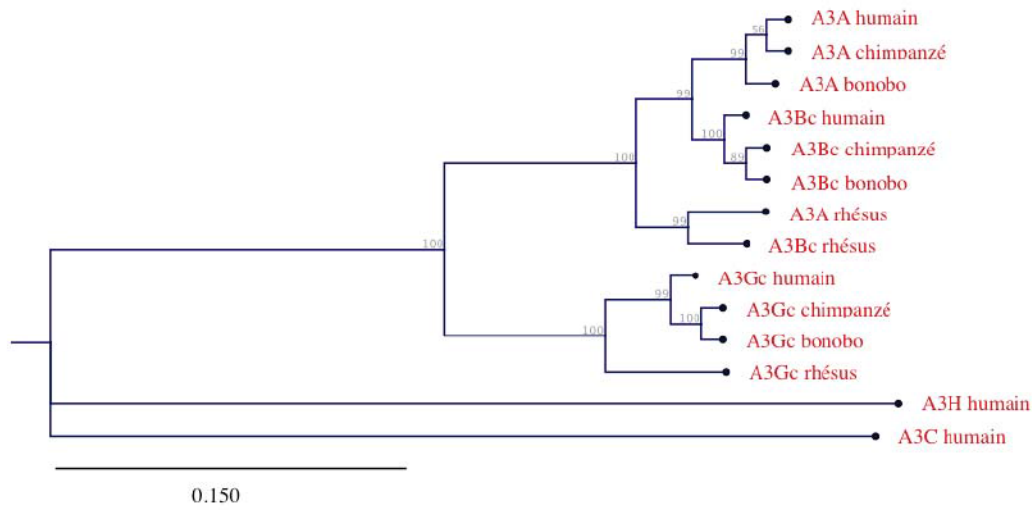 A3A humain
56
A3A chimpanzé
99
A3A bonobo
99
A3Bc humain
100
A3Bc chimpanzé
89
100
A3Bc bonobo
A3A rhésus
99
A3Bc rhésus
100
A3Gc humain
99
A3Gc chimpanzé
100
A3Gc bonobo
100
A3Gc rhésus
A3H humain
A3C humain
0.150